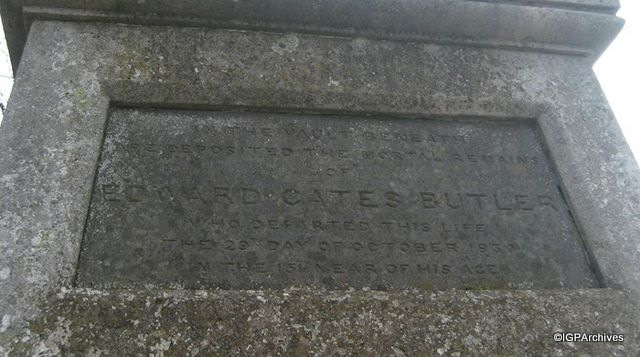 IN THE VAULT BENEATH
ARE DEPOSITED THE MORTAL REMAINS
OF
EDWARD GATES BUTLER
WHO DEPARTED THIS LIFE
THE 29TH DAY OF OCTOBER
IN THE YEAR OF HIS AGE
©IGPArchives